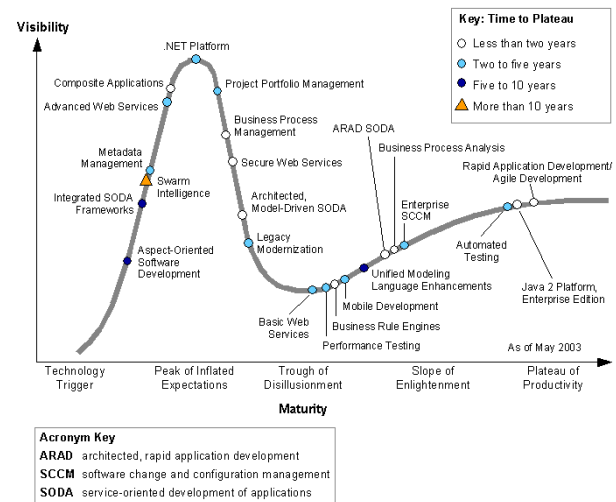 Visibility
Key: Time to Plateau
Less than two years
Two to five years
Five to 10 years
More than 10 years
.NET Platform
Composite Applications
Advanced Web Services
Project Portfolio Management
Business Process
Management
ARAD SODA
Business Process Analysis
Metadata
Management
Secure Web Services
Rapid Application Development/
Agile Development
Swarm
Intelligence
Integrated SODA
Frameworks
Architected,
Model-Driven SODA
Enterprise
SCCM
Legacy
Modernization
Aspect-Oriented
Software
Development
Automated
Testing
Unified Modeling
Language Enhancements
Java 2 Platform,
Enterprise Edition
Mobile Development
Basic Web
Services
Business Rule Engines
Performance Testing
As of May 2003
Technology
Trigger
Peak of Inflated
Expectations
Trough of
Disillusionment
Slope of
Enlightenment
Plateau of
Productivity
Maturity
Acronym Key
ARAD architected, rapid application development
SCCM software change and configuration management
SODA service-oriented development of applications